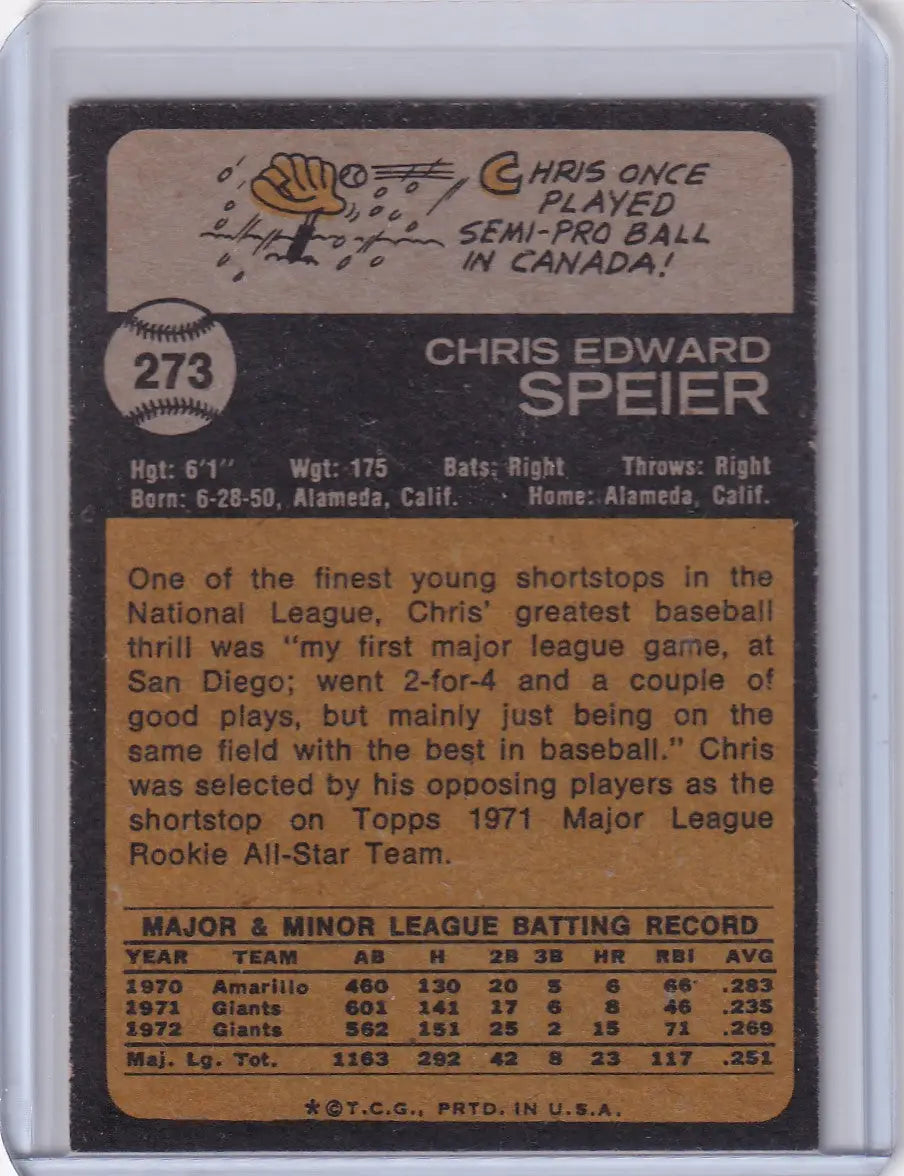 CHRIS ONCE
PLAYED
SEMI-PRO BALL
IN CANADA!
273
CHRIS EDWARD
SPEIER
Hgt: 6'1" Wgt: 175 Bats: Right Throws: Right
Born: 6-28-50, Alameda, Calif. Home: Alameda, Calif.
One of the finest young shortstops in the
National League, Chris' greatest baseball
thrill was "my first major league game, at
San Diego; went 2-for-4 and a couple of
good plays, but mainly just being on the
same field with the best in baseball." Chris
was selected by his opposing players as the
shortstop on Topps 1971 Major League
Rookie All-Star Team.
MAJOR & MINOR LEAGUE BATTING RECORD
YEAR TEAM AB H 2B 3B HR RBI AVG
1970 Amarillo 460 130 20 5 6 66 .283
1971 Giants 601 141 17 6 8 46 .235
1972 Giants 562 151 25 2 15 71 .269
Maj. Lg. Tot. 1163 292 42 8 23 117 .251
*©T.C.G., PRTD. IN U.S.A.